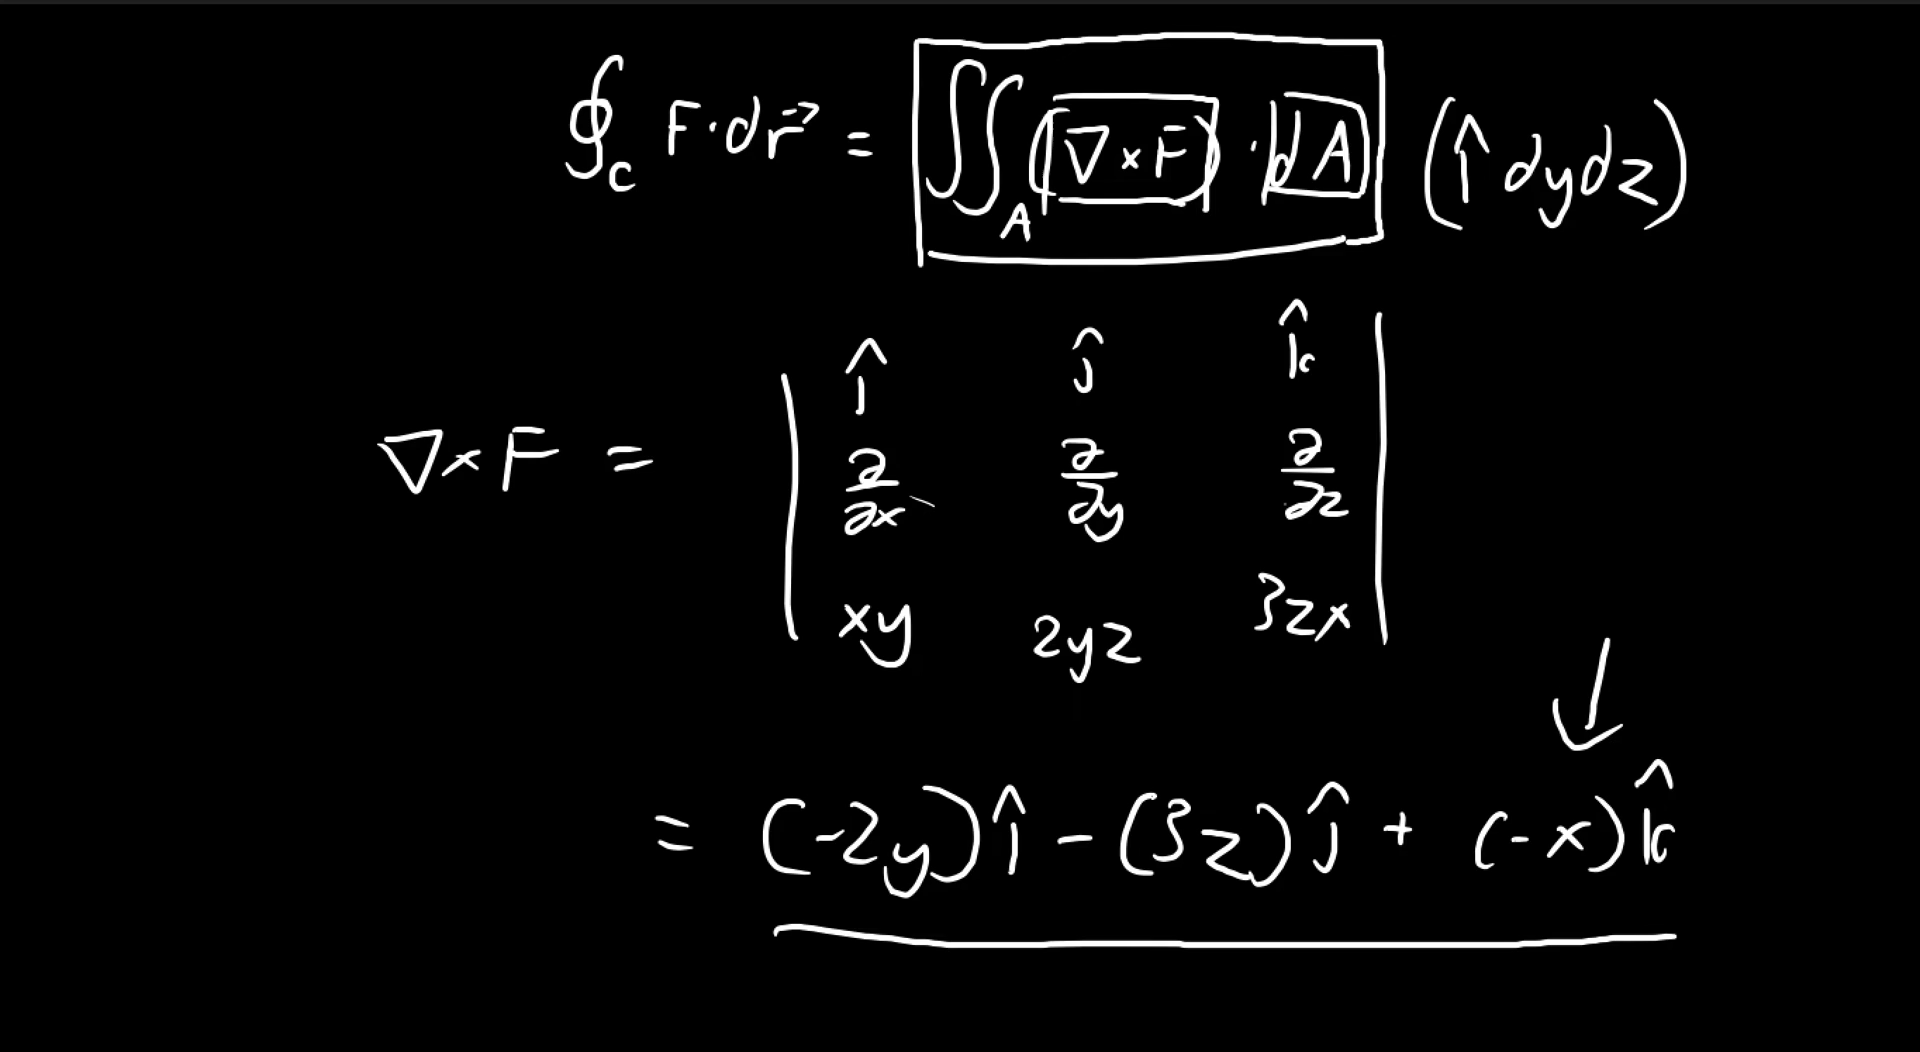 ∮_C F·dr⃗ = ∬_A (∇×F)·dA (î dydz)
î ĵ k̂
∇×F = ∂/∂x ∂/∂y ∂/∂z
xy 2yz 3zx
= (-2y)î - (3z)ĵ + (-x)k̂